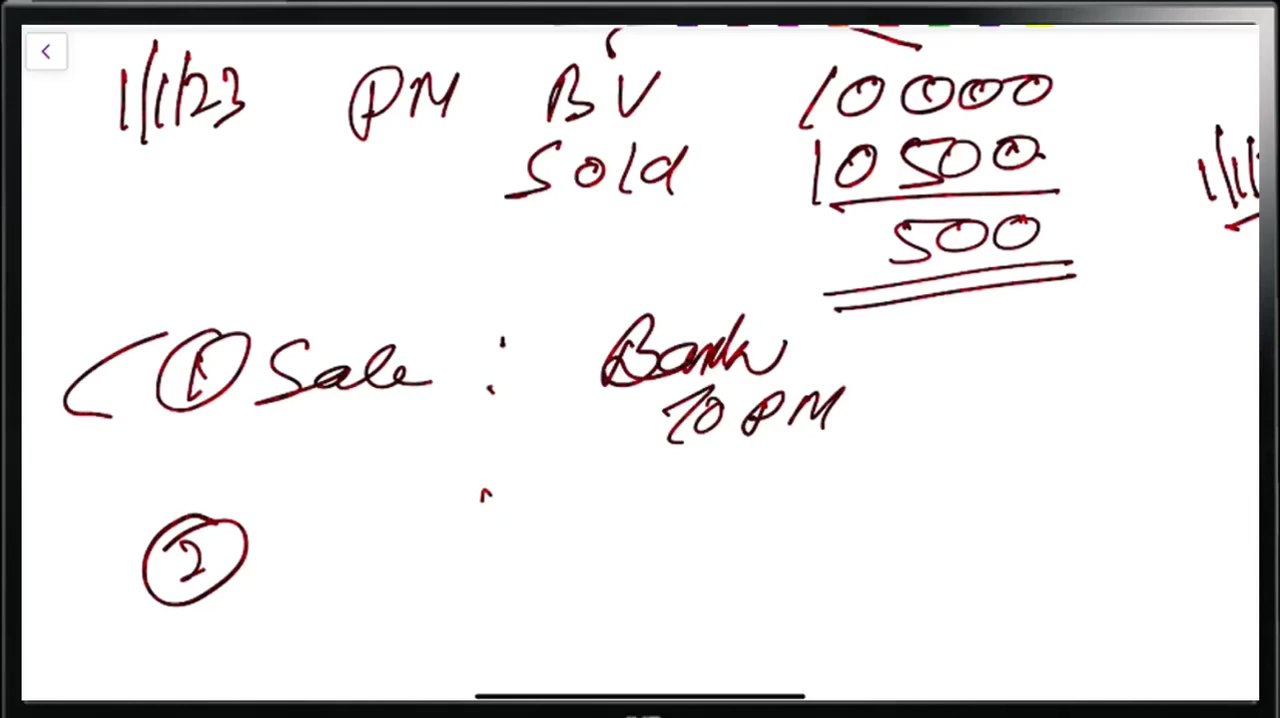 1/1/23 PM BV 10000
Sold 10500
500
① Sale : Bank
To PM
②